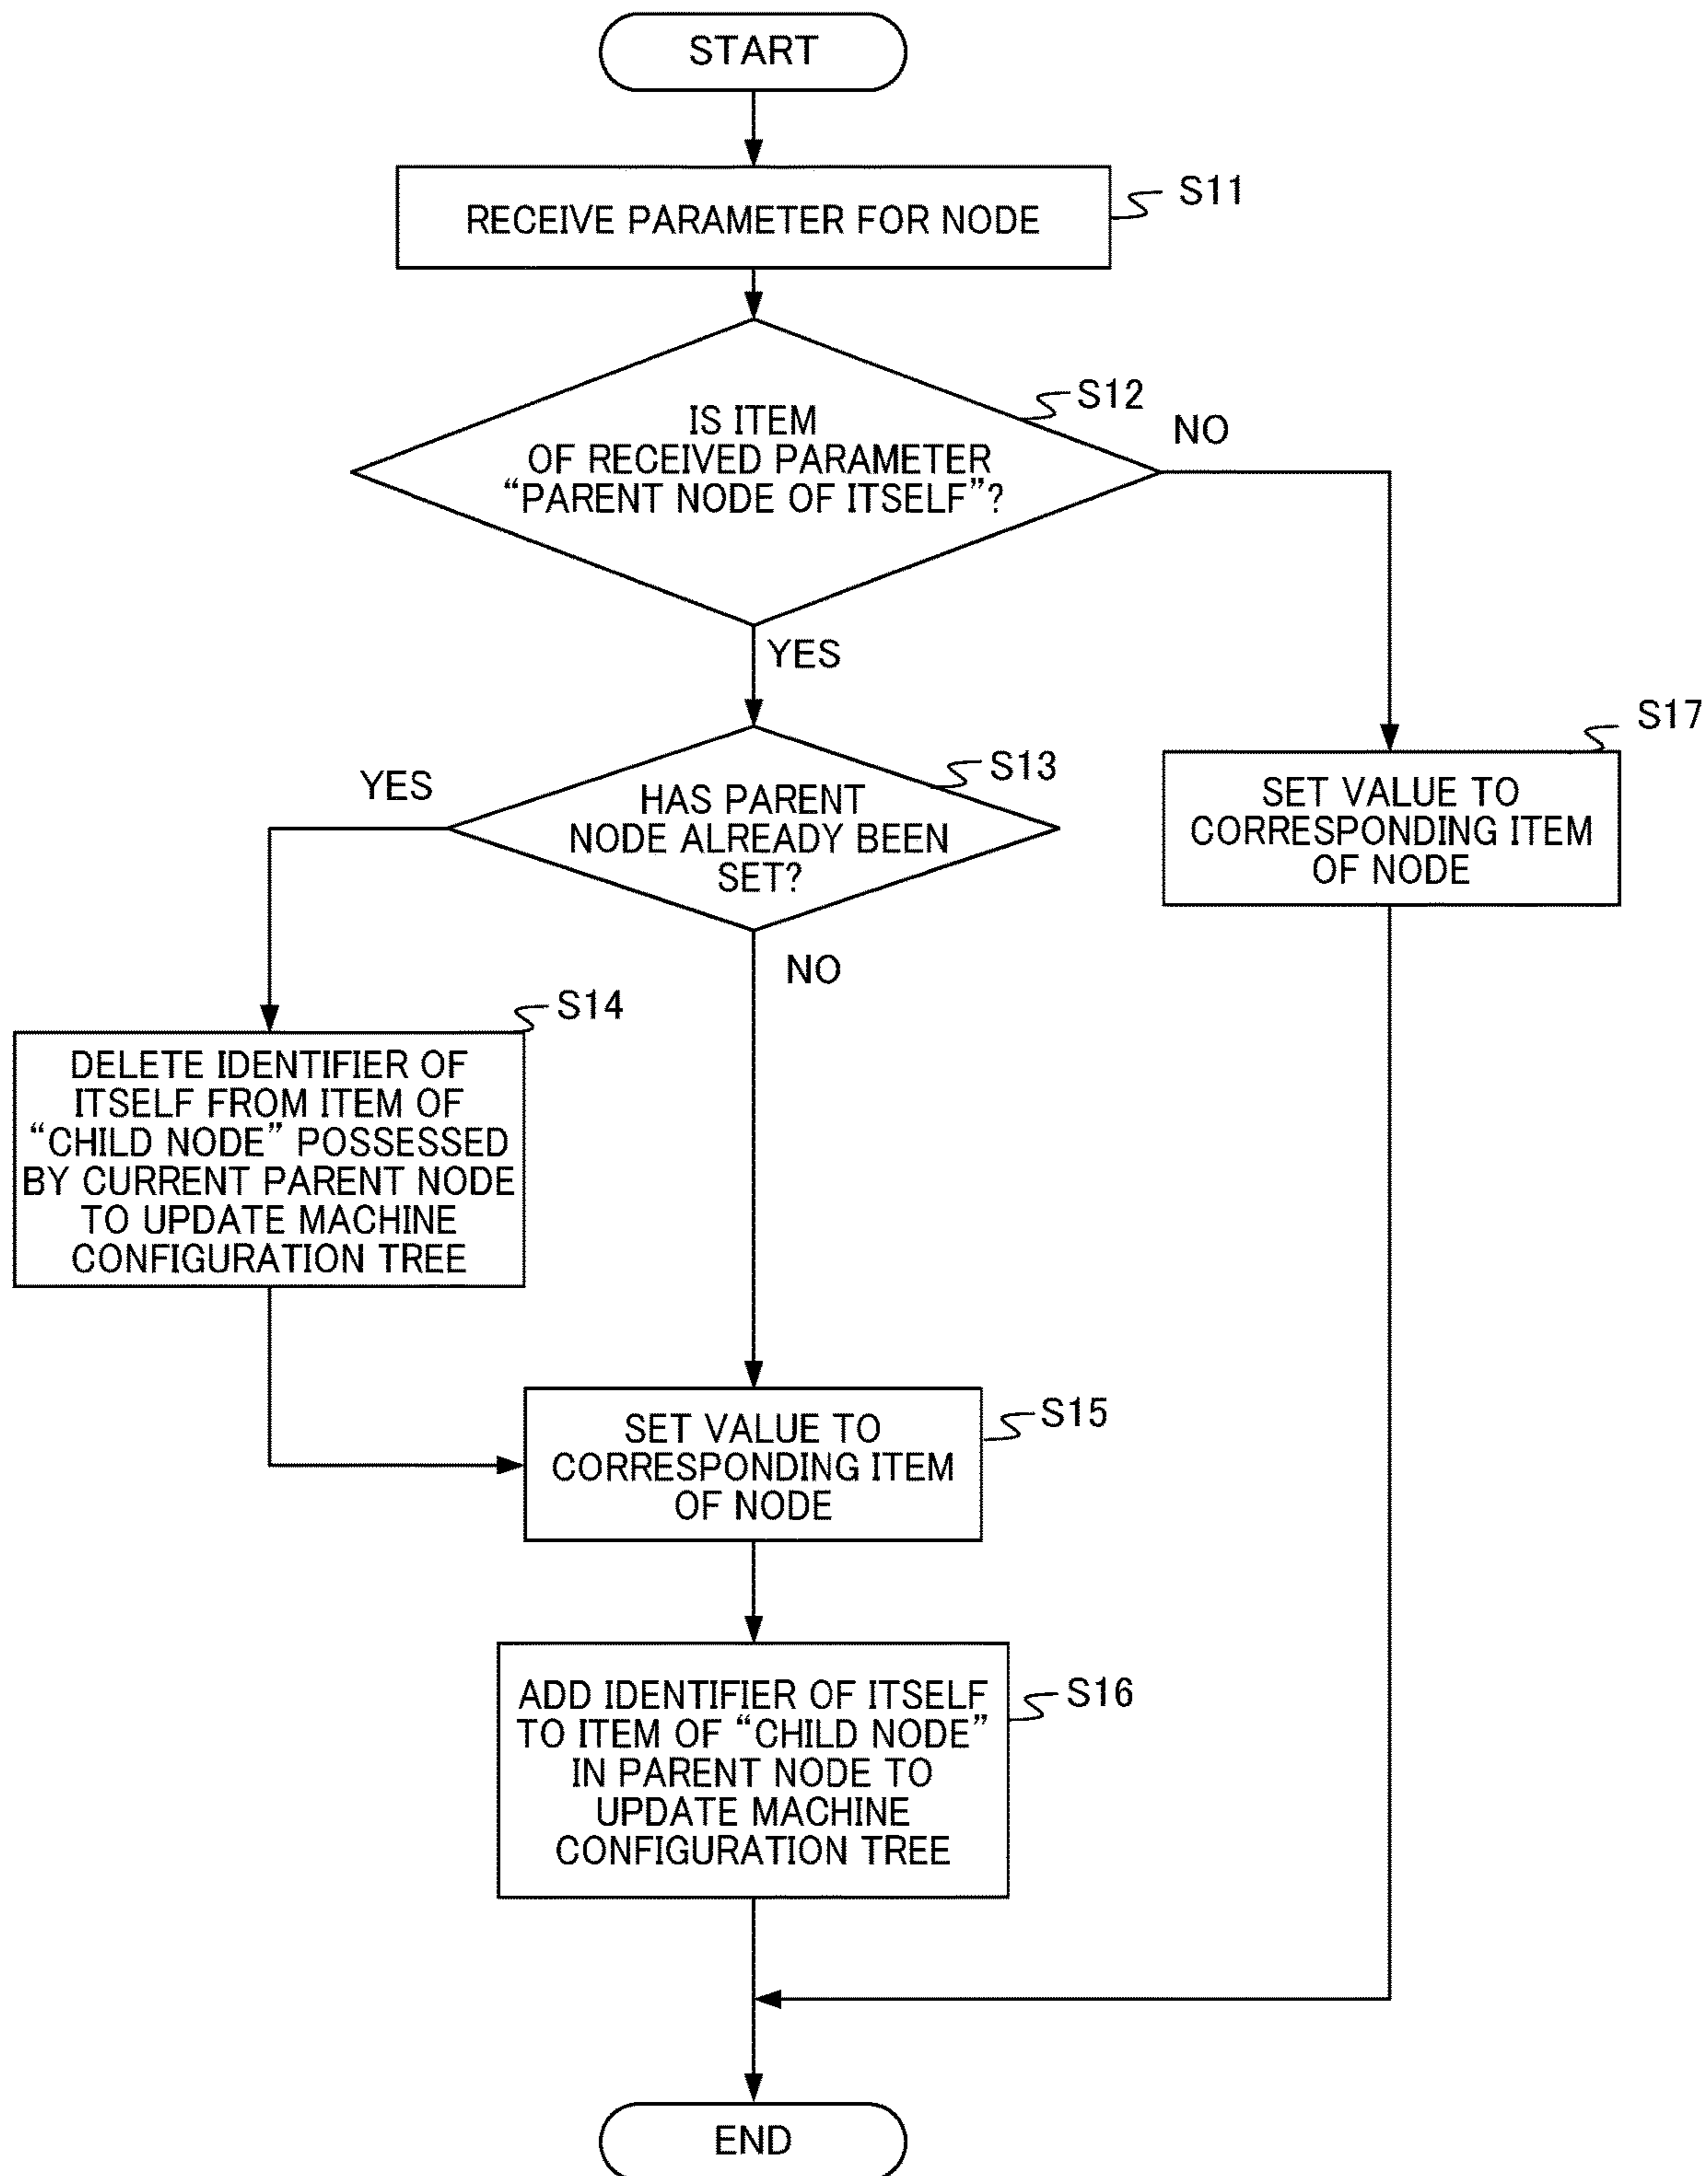 START
RECEIVE PARAMETER FOR NODE
S11
IS ITEM
OF RECEIVED PARAMETER
“PARENT NODE OF ITSELF”?
S12
NO
YES
HAS PARENT
NODE ALREADY BEEN
SET?
S13
YES
NO
S17
SET VALUE TO
CORRESPONDING ITEM
OF NODE
S14
DELETE IDENTIFIER OF
ITSELF FROM ITEM OF
“CHILD NODE” POSSESSED
BY CURRENT PARENT NODE
TO UPDATE MACHINE
CONFIGURATION TREE
S15
SET VALUE TO
CORRESPONDING ITEM
OF NODE
S16
ADD IDENTIFIER OF ITSELF
TO ITEM OF “CHILD NODE”
IN PARENT NODE TO
UPDATE MACHINE
CONFIGURATION TREE
END